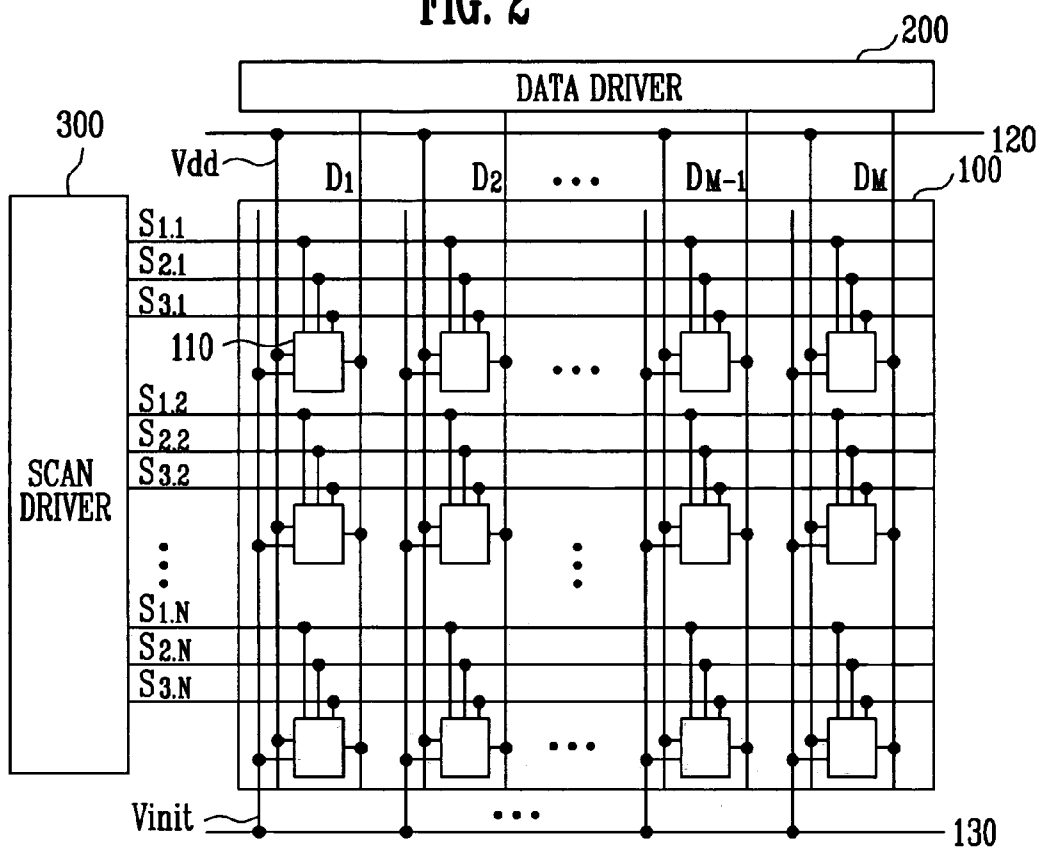 FIG. 2
200
DATA DRIVER
300
120
Vdd
D1 D2 ••• DM-1 DM
100
S1.1
S2.1
S3.1
110
S1.2
S2.2
S3.2
SCAN
DRIVER
S1.N
S2.N
S3.N
Vinit
130